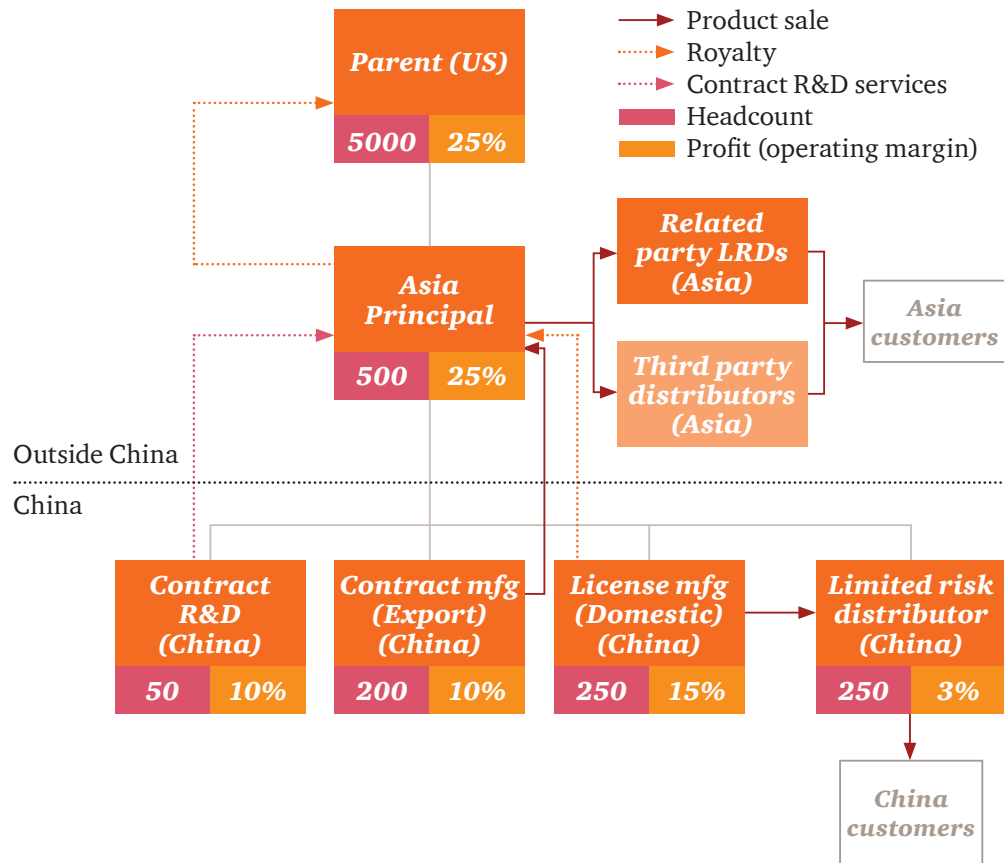 Parent (US)
5000
25%
Product sale
Royalty
Contract R&D services
Headcount
Profit (operating margin)
Asia
Principal
500
25%
Related
party LRDs
(Asia)
Third party
distributors
(Asia)
Asia
customers
Outside China
China
Contract
R&D
(China)
50
10%
Contract mfg
(Export)
(China)
200
10%
License mfg
(Domestic)
(China)
250
15%
Limited risk
distributor
(China)
250
3%
China
customers